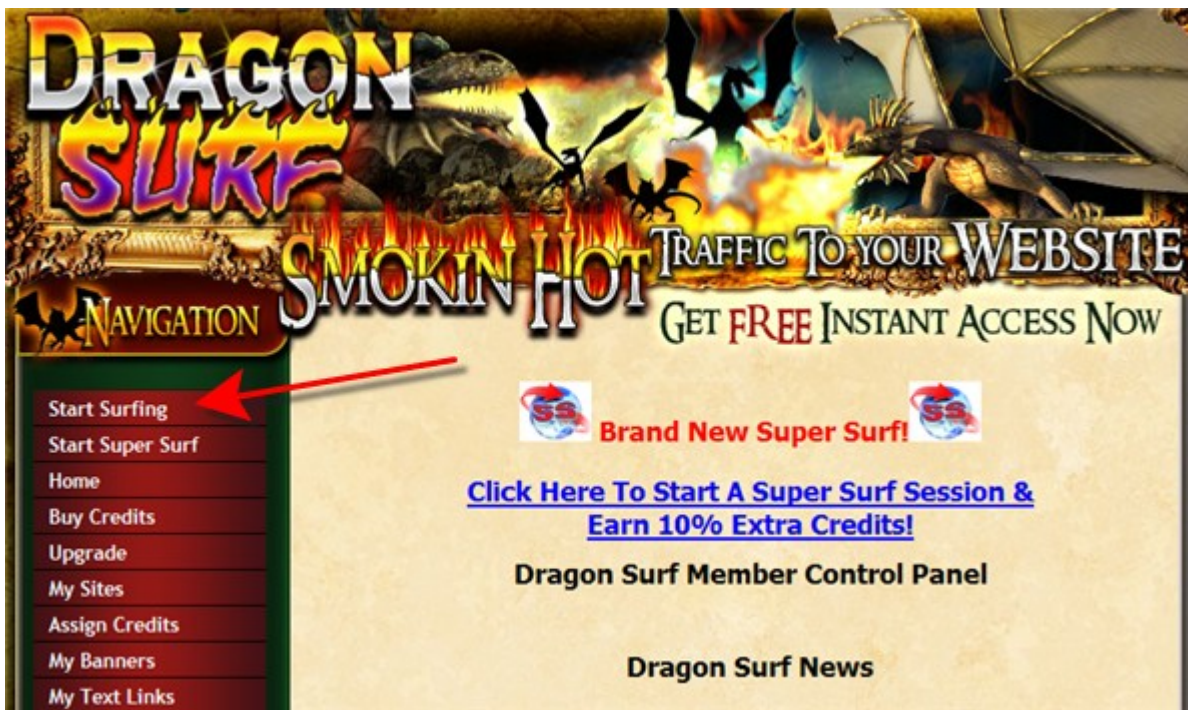 DRAGON
SURF
SMOKIN HOT TRAFFIC TO YOUR WEBSITE
GET FREE INSTANT ACCESS NOW
NAVIGATION
Start Surfing
Start Super Surf
Home
Buy Credits
Upgrade
My Sites
Assign Credits
My Banners
My Text Links
SS Brand New Super Surf! SS
Click Here To Start A Super Surf Session &
Earn 10% Extra Credits!
Dragon Surf Member Control Panel
Dragon Surf News